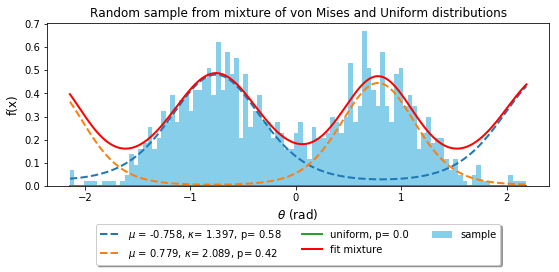 Random sample from mixture of von Mises and Uniform distributions
f(x)
0.7
0.6
0.5
0.4
0.3
0.2
0.1
0.0
−2
−1
0
1
2
θ (rad)
μ = -0.758, κ= 1.397, p= 0.58
μ = 0.779, κ= 2.089, p= 0.42
uniform, p= 0.0
fit mixture
sample